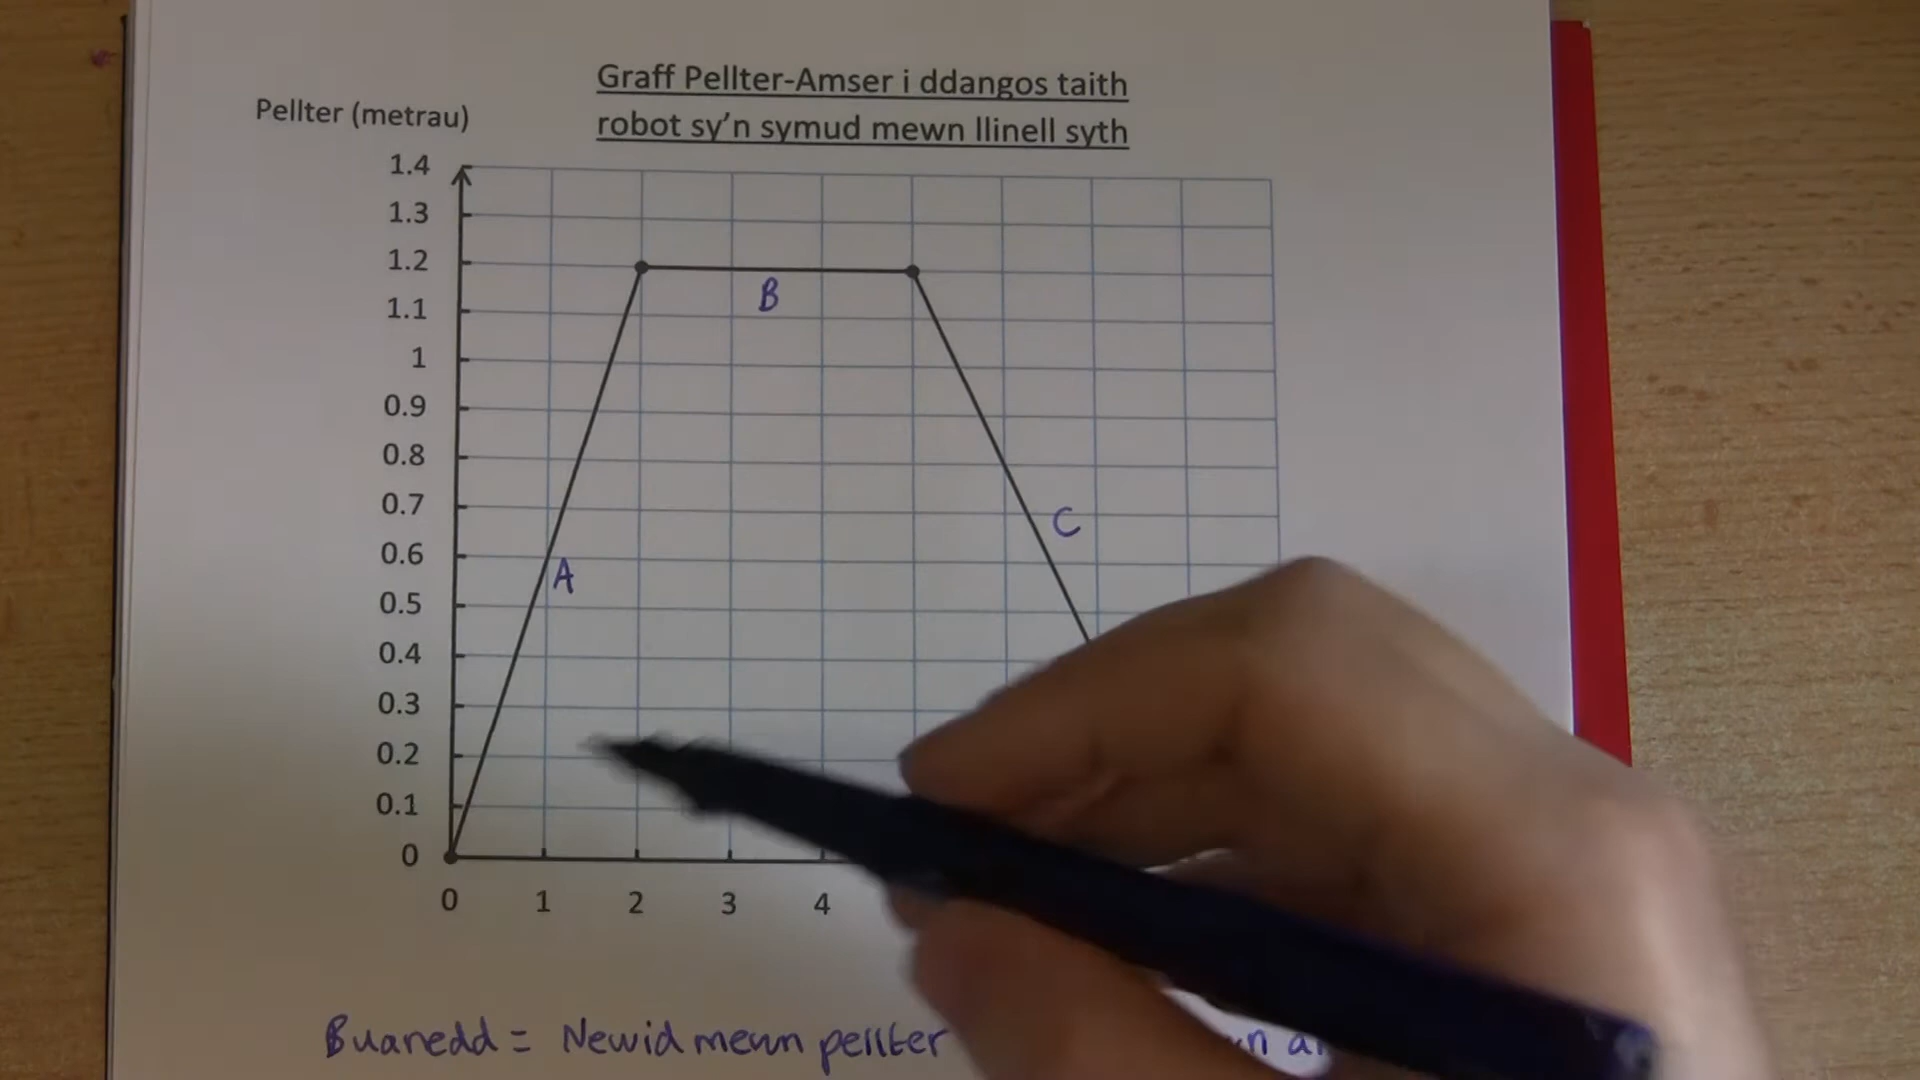 Graff Pellter-Amser i ddangos taith
robot sy'n symud mewn llinell syth
Pellter (metrau)
1.4
1.3
1.2
1.1
1
0.9
0.8
0.7
0.6
0.5
0.4
0.3
0.2
0.1
0
B
C
A
0 1 2 3 4
Buanedd = Newid mewn pellter